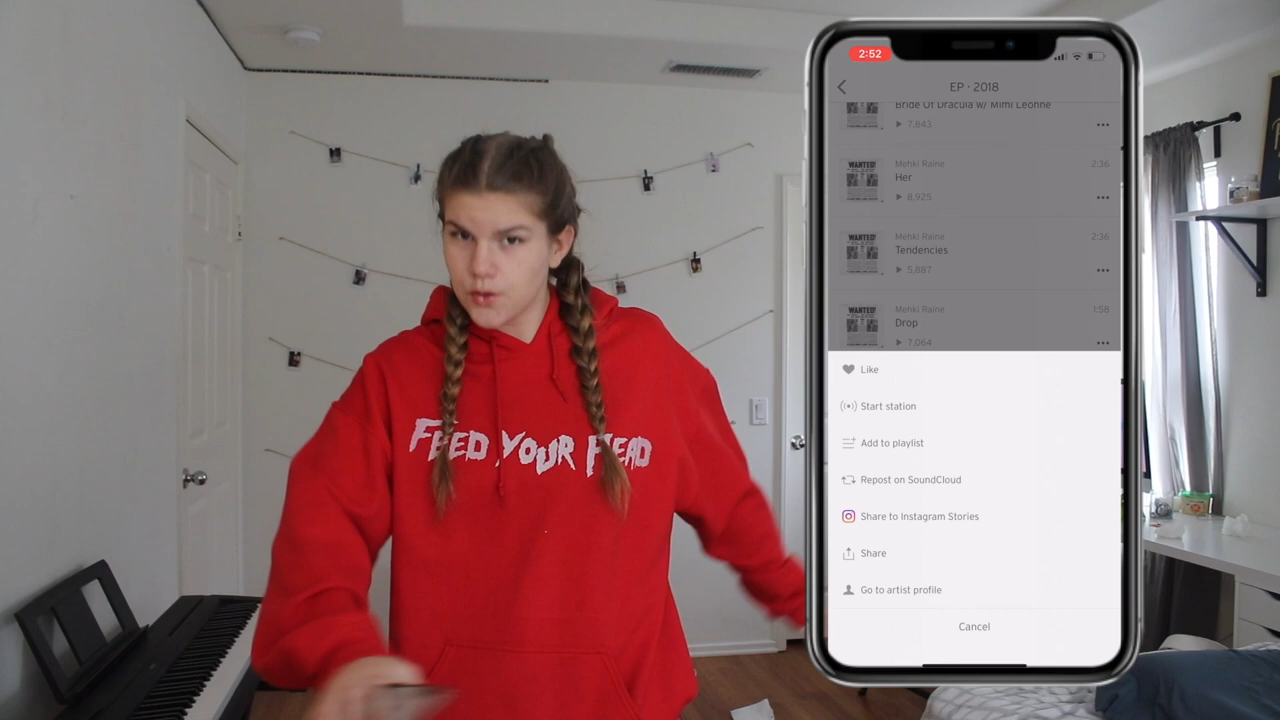 FEED YOUR HEAD
2:52
EP · 2018
Bride Of Dracula w/ Mimi Leonne
7,843
WANTED!
Mehki Raine 2:36
Her
8,925
WANTED!
Mehki Raine 2:36
Tendencies
5,887
WANTED!
Mehki Raine 1:58
Drop
7,064
Like
Start station
Add to playlist
Repost on SoundCloud
Share to Instagram Stories
Share
Go to artist profile
Cancel